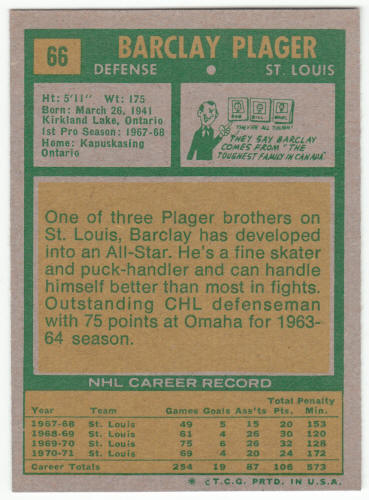 66
BARCLAY PLAGER
DEFENSE ST. LOUIS
Ht: 5'11" Wt: 175
Born: March 26, 1941
Kirkland Lake, Ontario
1st Pro Season: 1967-68
Home: Kapuskasing
Ontario
BOB BILL BARC.
THEY'RE ALL TOUGH!
THEY SAY BARCLAY
COMES FROM "THE
TOUGHEST FAMILY IN CANADA"
One of three Plager brothers on
St. Louis, Barclay has developed
into an All-Star. He's a fine skater
and puck-handler and can handle
himself better than most in fights.
Outstanding CHL defenseman
with 75 points at Omaha for 1963-
64 season.
NHL CAREER RECORD
Total Penalty
Year Team Games Goals Ass'ts Pts. Min.
1967-68 St. Louis 49 5 15 20 153
1968-69 St. Louis 61 4 26 30 120
1969-70 St. Louis 75 6 26 32 128
1970-71 St. Louis 69 4 20 24 172
Career Totals 254 19 87 106 573
* © T.C.G. PRTD. IN U.S.A.